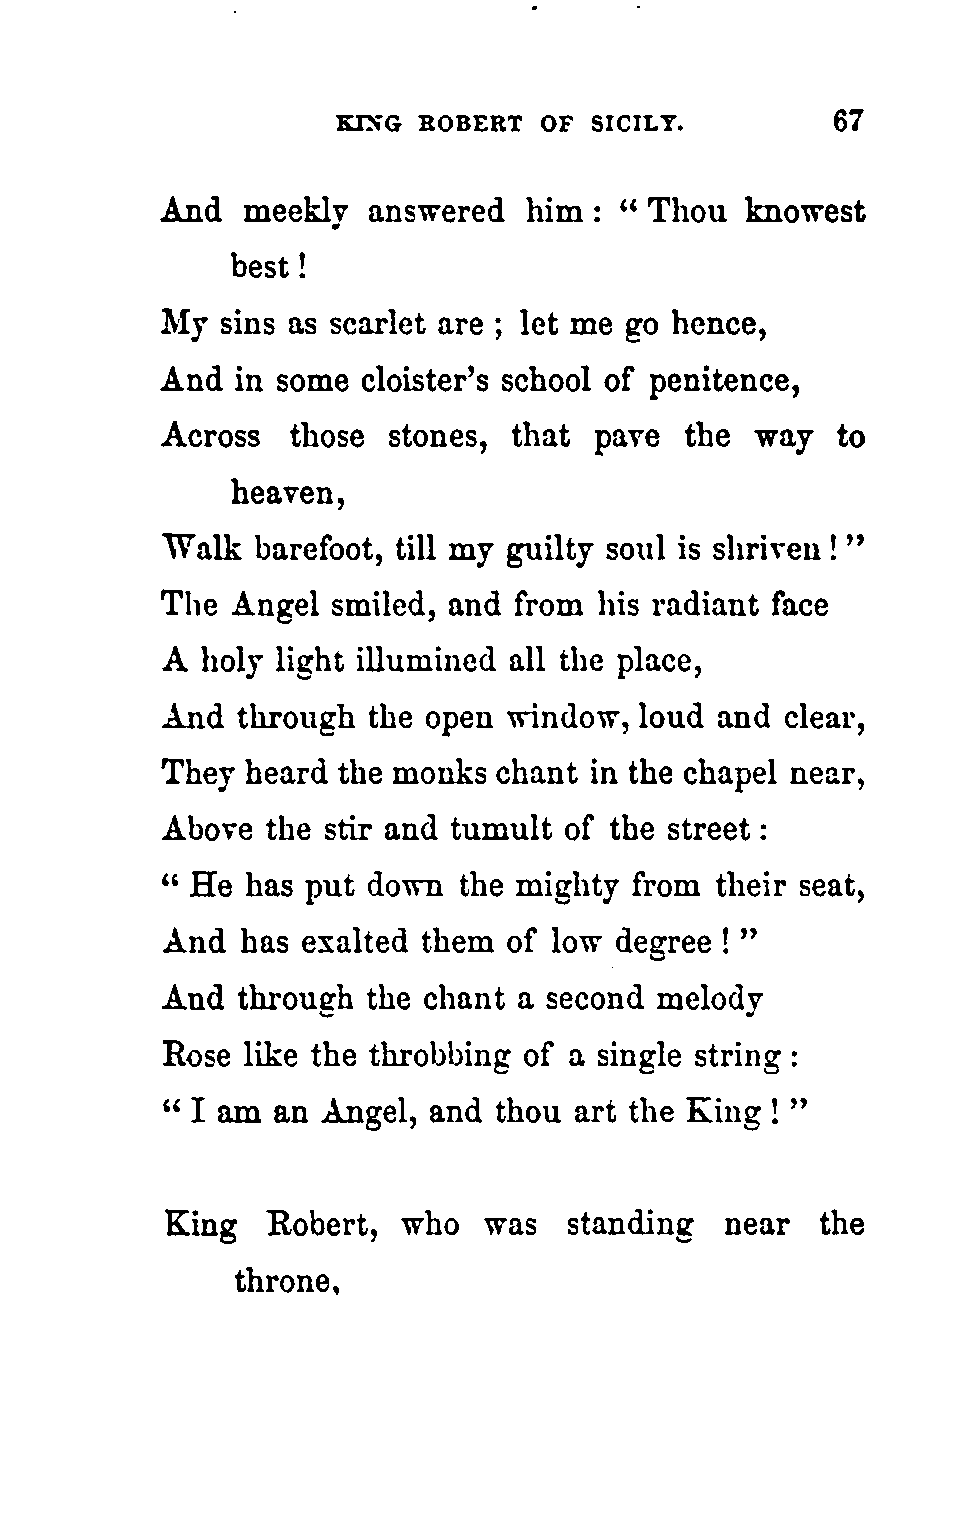 KING ROBERT OF SICILY. 67
And meekly answered him : “ Thou knowest
best !
My sins as scarlet are ; let me go hence,
And in some cloister’s school of penitence,
Across those stones, that pave the way to
heaven,
Walk barefoot, till my guilty soul is shriven ! ”
The Angel smiled, and from his radiant face
A holy light illumined all the place,
And through the open window, loud and clear,
They heard the monks chant in the chapel near,
Above the stir and tumult of the street :
“ He has put down the mighty from their seat,
And has exalted them of low degree ! ”
And through the chant a second melody
Rose like the throbbing of a single string :
“ I am an Angel, and thou art the King ! ”
King Robert, who was standing near the
throne,